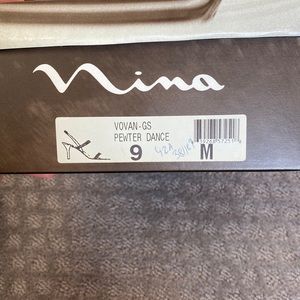 Nina
VOVAN-GS
PEWTER DANCE
9
M